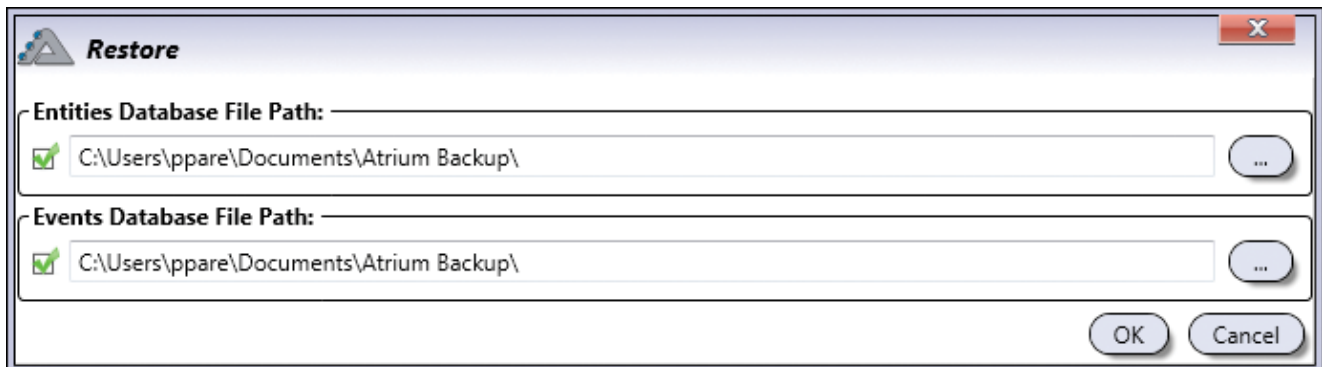 Restore
X
Entities Database File Path:
C:\Users\ppare\Documents\Atrium Backup\
...
Events Database File Path:
C:\Users\ppare\Documents\Atrium Backup\
...
OK
Cancel